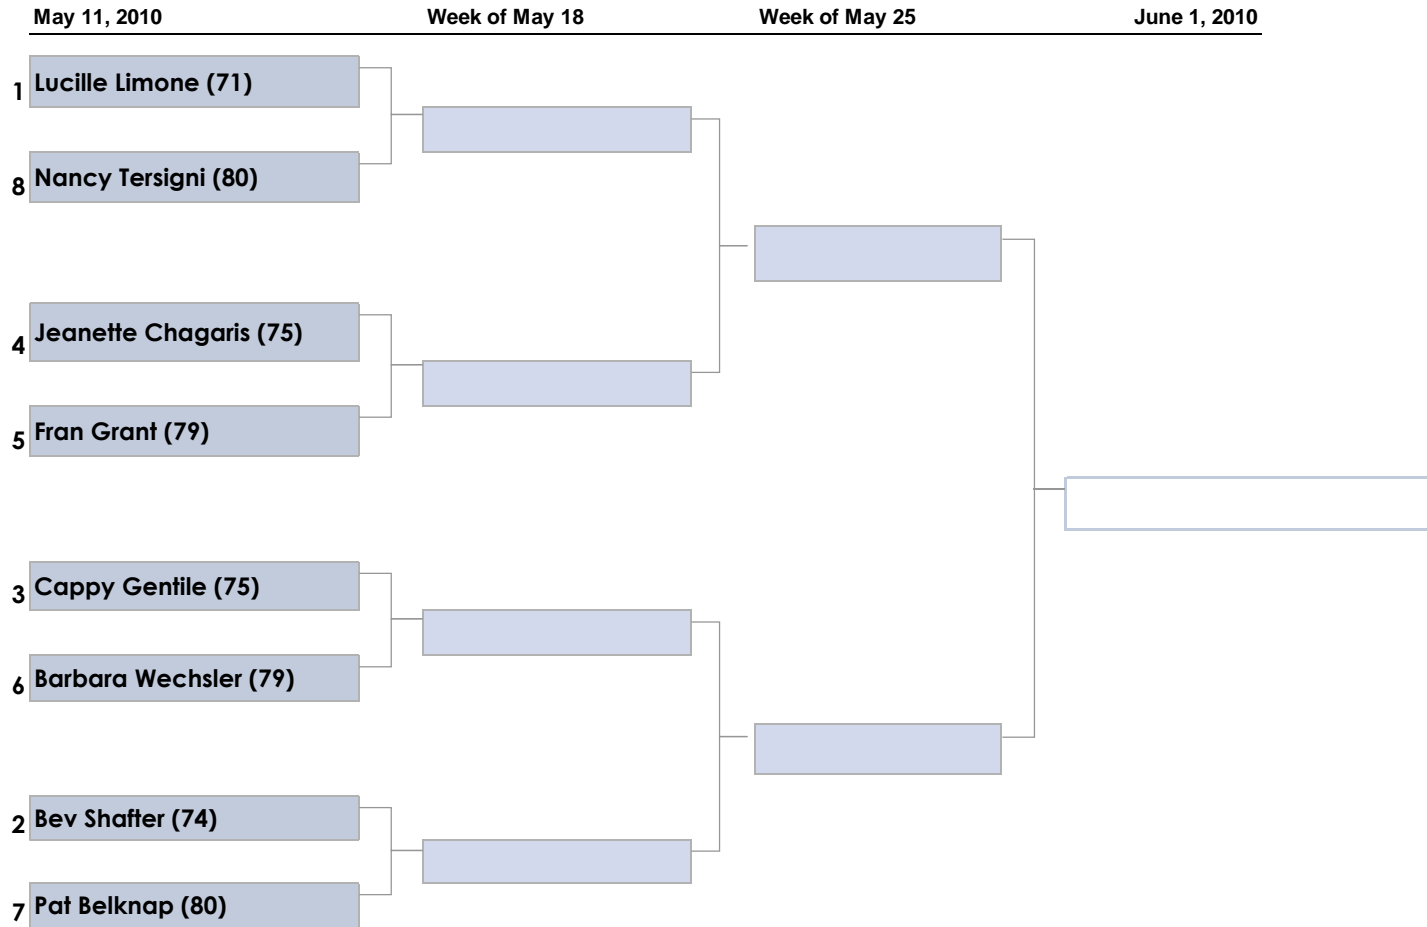 May 11, 2010 Week of May 18 Week of May 25 June 1, 2010
1 Lucille Limone (71)
8 Nancy Tersigni (80)
4 Jeanette Chagaris (75)
5 Fran Grant (79)
3 Cappy Gentile (75)
6 Barbara Wechsler (79)
2 Bev Shafter (74)
7 Pat Belknap (80)